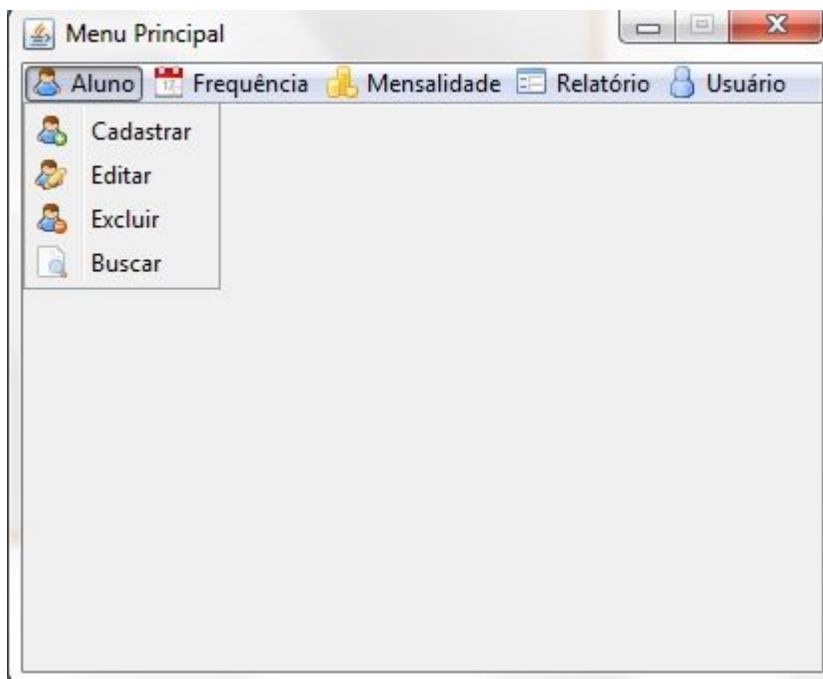 Menu Principal
Aluno Frequência Mensalidade Relatório Usuário
Cadastrar
Editar
Excluir
Buscar